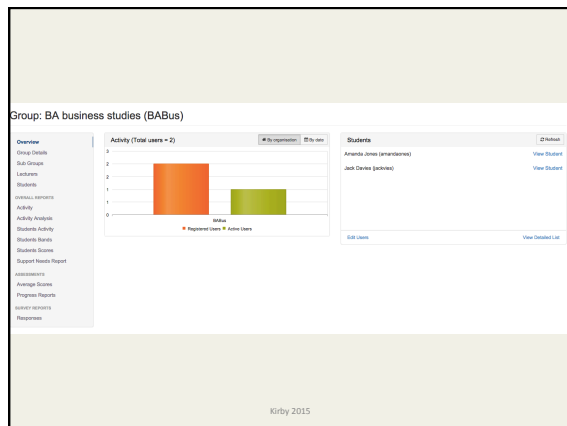 Group: BA business studies (BABus)
Overview
Group Details
Sub Groups
Lecturers
Students
OVERALL REPORTS
Activity
Activity Analysis
Students Activity
Students Bands
Students Scores
Support Needs Report
ASSESSMENTS
Average Scores
Progress Reports
SURVEY REPORTS
Responses
Activity (Total users = 2)
By organisation
By date
3
2
2
1
1
0
BABus
Registered Users
Active Users
Students
Refresh
Amanda Jones (amandaones)
View Student
Jack Davies (jackvies)
View Student
Edit Users
View Detailed List
Kirby 2015